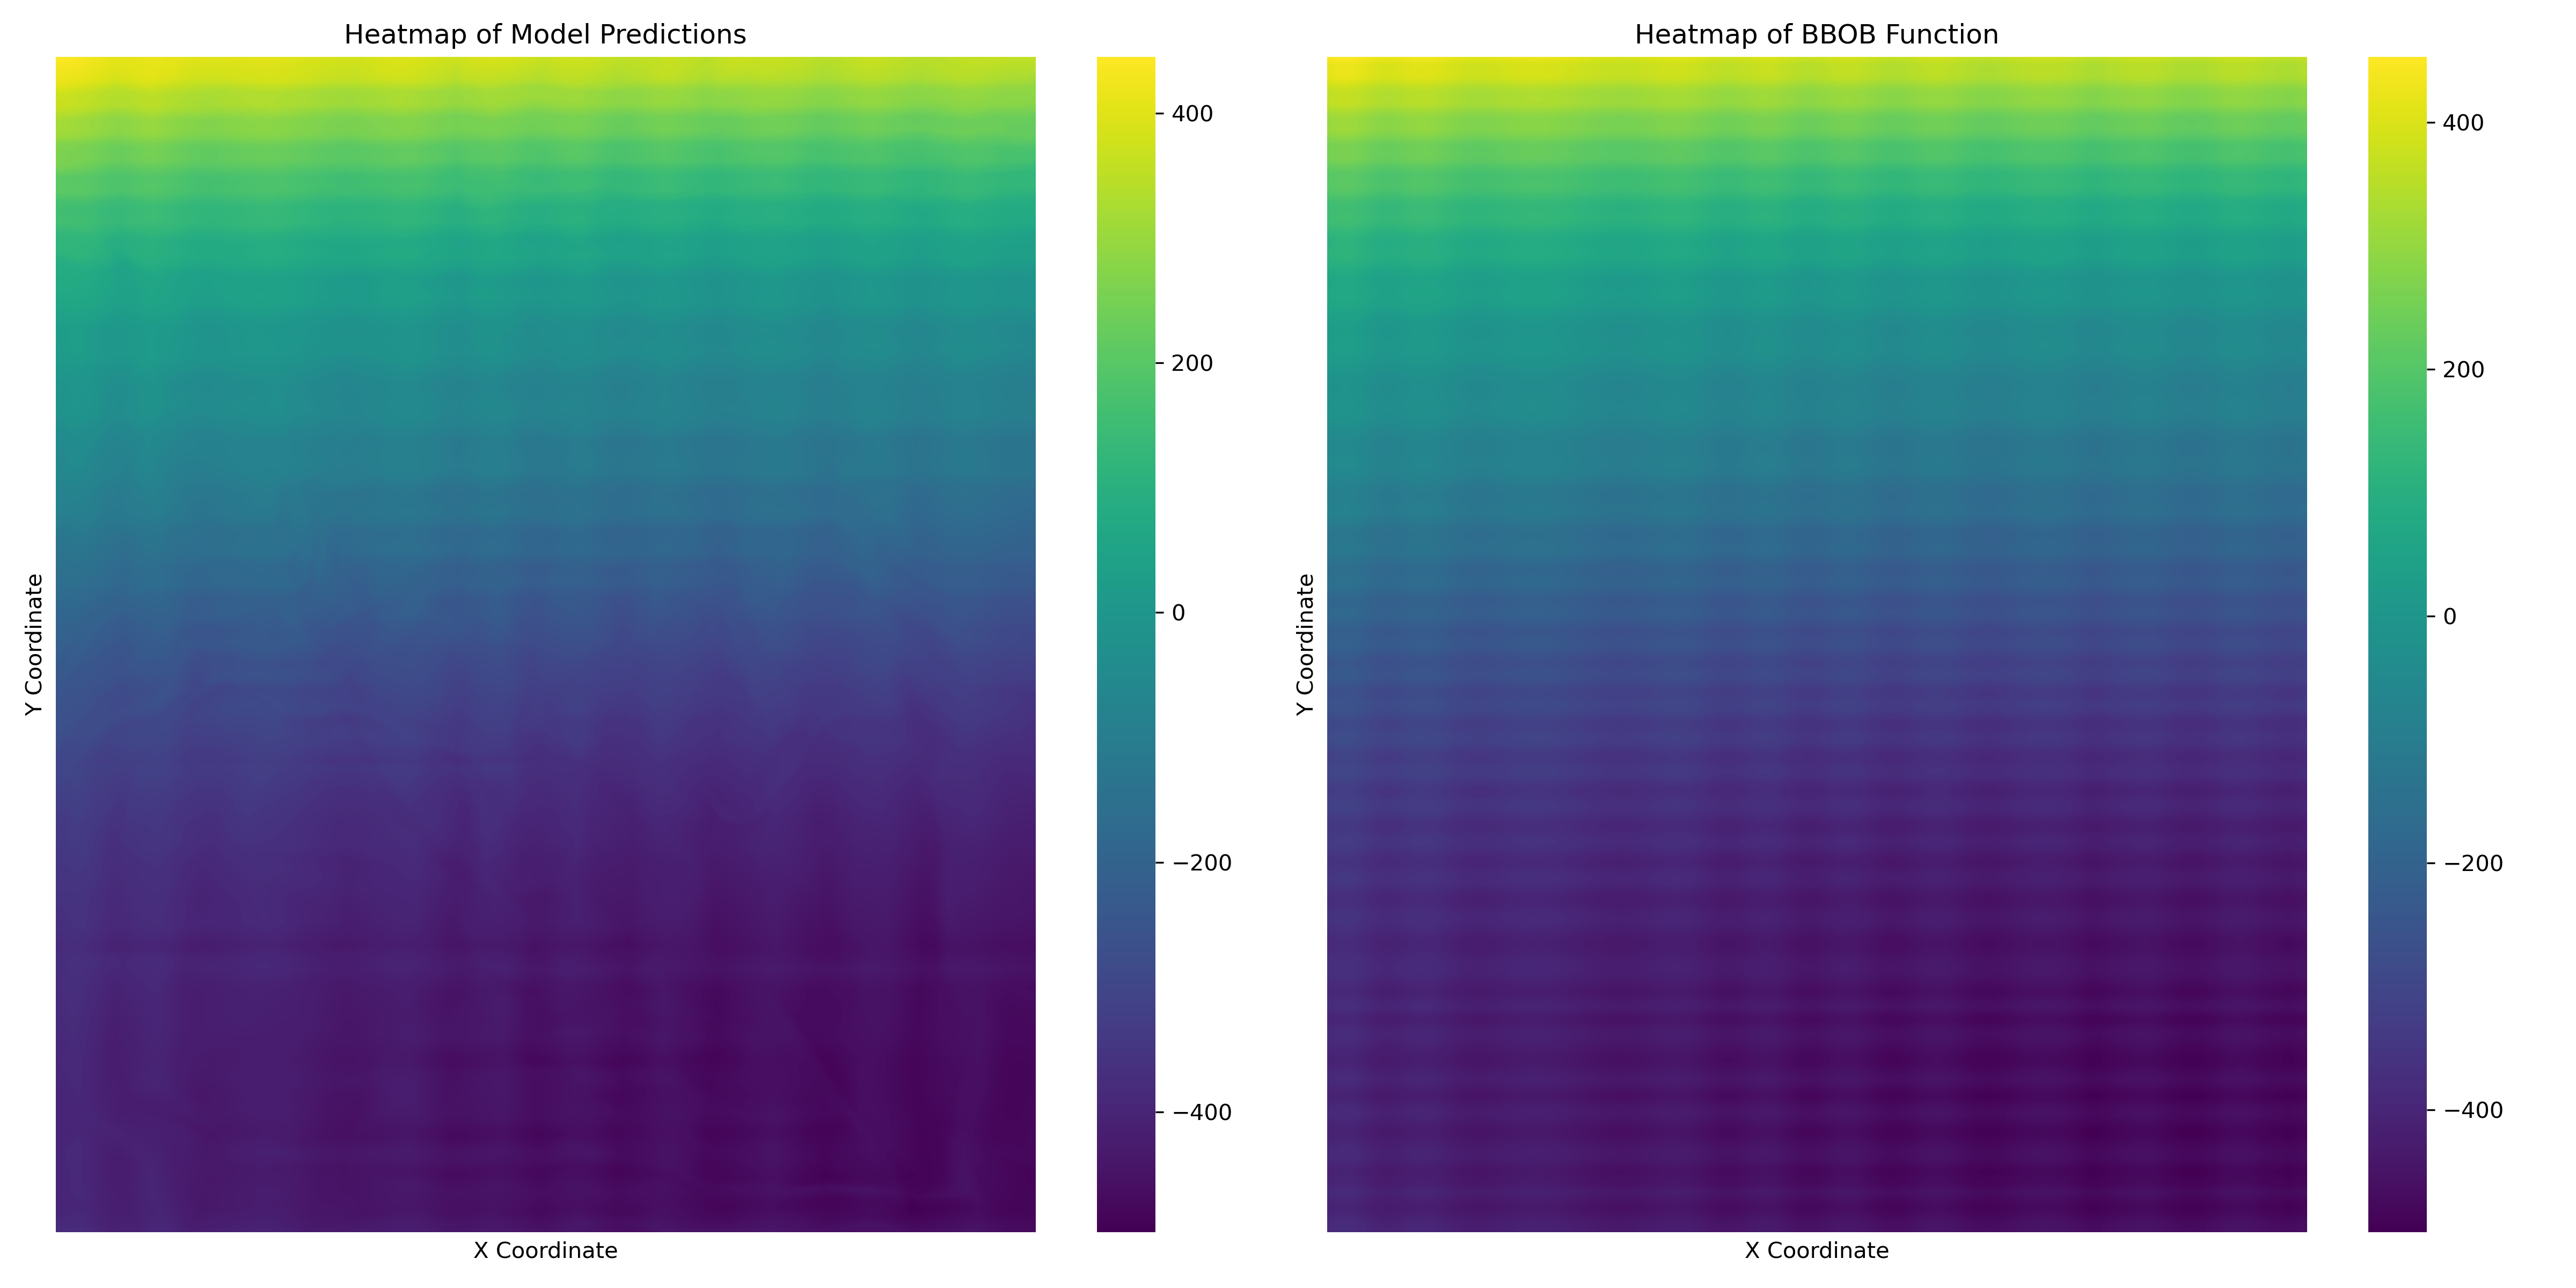 Heatmap of Model Predictions
Y Coordinate
X Coordinate
400
200
0
−200
−400
Heatmap of BBOB Function
Y Coordinate
X Coordinate
400
200
0
−200
−400